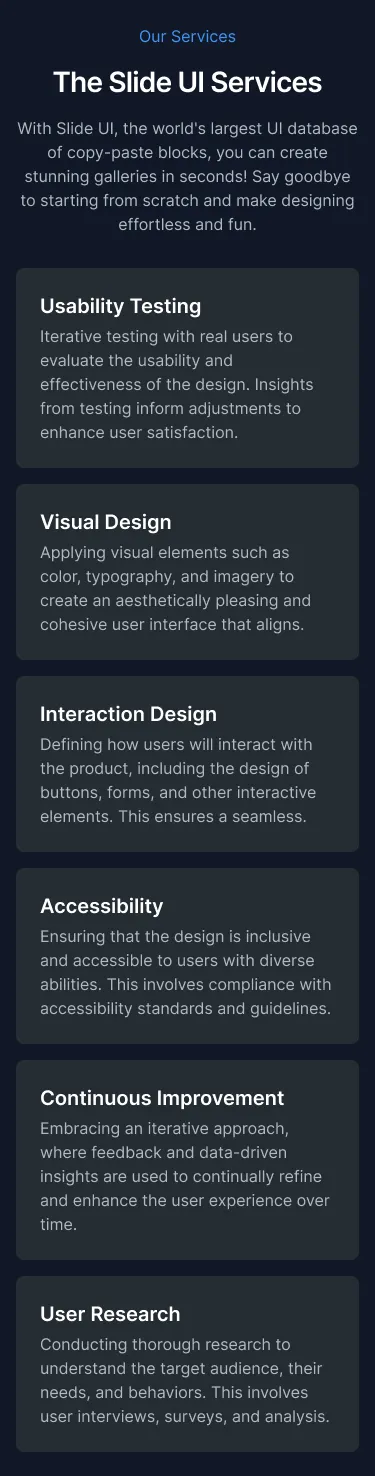 Our Services
The Slide UI Services
With Slide UI, the world's largest UI database
of copy-paste blocks, you can create
stunning galleries in seconds! Say goodbye
to starting from scratch and make designing
effortless and fun.
Usability Testing
Iterative testing with real users to
evaluate the usability and
effectiveness of the design. Insights
from testing inform adjustments to
enhance user satisfaction.
Visual Design
Applying visual elements such as
color, typography, and imagery to
create an aesthetically pleasing and
cohesive user interface that aligns.
Interaction Design
Defining how users will interact with
the product, including the design of
buttons, forms, and other interactive
elements. This ensures a seamless.
Accessibility
Ensuring that the design is inclusive
and accessible to users with diverse
abilities. This involves compliance with
accessibility standards and guidelines.
Continuous Improvement
Embracing an iterative approach,
where feedback and data-driven
insights are used to continually refine
and enhance the user experience over
time.
User Research
Conducting thorough research to
understand the target audience, their
needs, and behaviors. This involves
user interviews, surveys, and analysis.